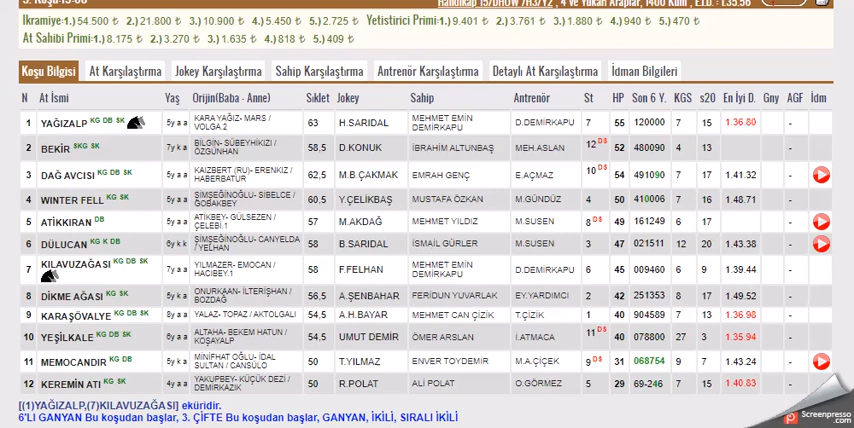 Handikap 15/DHÖW /H3/Y2 , 4 ve Yukarı Araplar, 1400 Kum , E.İ.D. : 1.35.56
İkramiye:1.) 54.500 ₺ 2.) 21.800 ₺ 3.) 10.900 ₺ 4.) 5.450 ₺ 5.) 2.725 ₺ Yetistirici Primi:1.) 9.401 ₺ 2.) 3.761 ₺ 3.) 1.880 ₺ 4.) 940 ₺ 5.) 470 ₺
At Sahibi Primi:1.) 8.175 ₺ 2.) 3.270 ₺ 3.) 1.635 ₺ 4.) 818 ₺ 5.) 409 ₺
Koşu Bilgisi At Karşılaştırma Jokey Karşılaştırma Sahip Karşılaştırma Antrenör Karşılaştırma Detaylı At Karşılaştırma İdman Bilgileri
N At İsmi Yaş Orijin(Baba - Anne) Sıklet Jokey Sahip Antrenör St HP Son 6 Y. KGS s20 En İyi D. Gny AGF İdm
1 YAĞIZALP KG DB SK 5y a a KARA YAĞIZ- MARS / VOLGA.2 63 H.SARIDAL MEHMET EMİN DEMİRKAPU D.DEMİRKAPU 7 55 120000 7 15 1.36.80 -
2 BEKİR SKG SK 7y k a BİLGİN- SÜBEYHİKIZI / ÖZGÜNHAN 58,5 D.KONUK İBRAHİM ALTUNBAŞ MEH.ASLAN 12 DS 52 480090 4 13 -
3 DAĞ AVCISI KG DB SK 5y a a KAIZBERT (RU)- ERENKIZ / HABERBATUR 62,5 M.B.ÇAKMAK EMRAH GENÇ E.AÇMAZ 10 DS 54 491090 7 17 1.41.32 -
4 WINTER FELL KG SK 5y a a ŞİMŞEĞİNOĞLU- SİBELCE / GOBAKBEY 60,5 Y.ÇELİKBAŞ MUSTAFA ÖZKAN M.GÜNDÜZ 4 50 410006 7 16 1.48.71 -
5 ATİKKIRAN DB 5y a a ATİKBEY- GÜLSEZEN / ÇELEBİ.1 57 M.AKDAĞ MEHMET YILDIZ M.SUSEN 8 DS 49 161249 6 17 -
6 DÜLUCAN KG K DB 6y k k ŞİMŞEĞİNOĞLU- CANYELDA / YELHAN 58 B.SARIDAL İSMAİL GÜRLER M.SUSEN 3 47 021511 12 20 1.43.38 -
7 KILAVUZAĞASI KG DB SK 5y a a YILMAZER- EMOCAN / HACIBEY.1 58 F.FELHAN MEHMET EMİN DEMİRKAPU D.DEMİRKAPU 6 45 009460 6 9 1.39.44 -
8 DİKME AĞASI KG SK 5y k a ONURKAAN- İLTERİŞHAN / BOZDAĞ 56,5 A.ŞENBAHAR FERİDUN YUVARLAK EY.YARDIMCI 2 42 251353 8 17 1.49.52 -
9 KARAŞÖVALYE KG DB SK 8y a a YALAZ- TOPAZ / AKTOLGALI 54,5 A.H.BAYAR MEHMET CAN ÇİZİK T.ÇİZİK 1 40 904589 7 13 1.36.98 -
10 YEŞİLKALE KG DB SK 6y a a ALTAHA- BEKEM HATUN / KOŞAYALP 54,5 UMUT DEMİR ÖMER ARSLAN İ.ATMACA 11 DS 40 078800 27 3 1.35.94 -
11 MEMOCANDIR KG DB 5y k a MİNİFHAT OĞLU- İDAL SULTAN / CANSÜLO 50 T.YILMAZ ENVER TOYDEMİR M.A.ÇİÇEK 9 DS 31 068754 9 7 1.43.24 -
12 KEREMİN ATI KG SK 4y a a YAKUPBEY- KÜÇÜK DEZİ / DEMİRKAZIK 50 R.POLAT ALİ POLAT O.GÖRMEZ 5 29 69-246 7 15 1.40.83 -
[(1)YAĞIZALP,(7)KILAVUZAĞASI] eküridir.
6'LI GANYAN Bu koşudan başlar, 3. ÇİFTE Bu koşudan başlar, GANYAN, İKİLİ, SIRALI İKİLİ
Screenpresso
.com